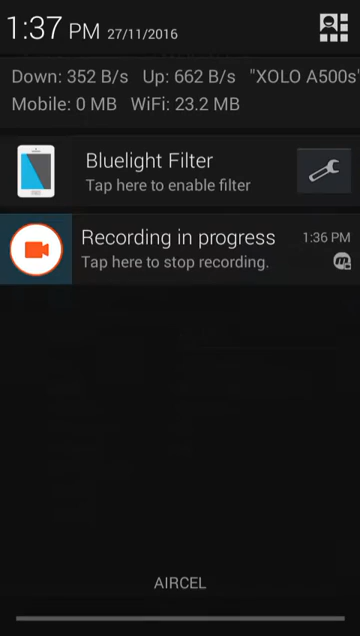 1:37 PM 27/11/2016
Down: 352 B/s Up: 662 B/s "XOLO A500s"
Mobile: 0 MB WiFi: 23.2 MB
Bluelight Filter
Tap here to enable filter
Recording in progress 1:36 PM
Tap here to stop recording.
AIRCEL